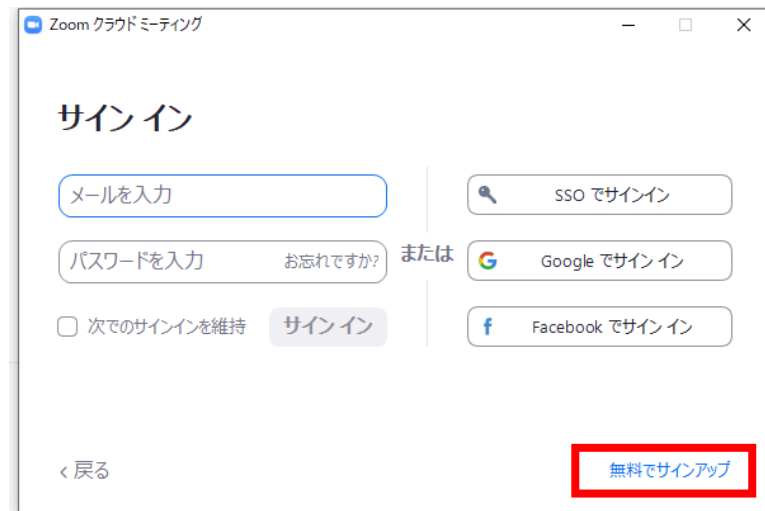 Zoom クラウド ミーティング
サイン イン
メールを入力
パスワードを入力 お忘れですか?
次でのサインインを維持 サイン イン
または
SSO でサインイン
Google でサイン イン
Facebook でサイン イン
‹ 戻る
無料でサインアップ